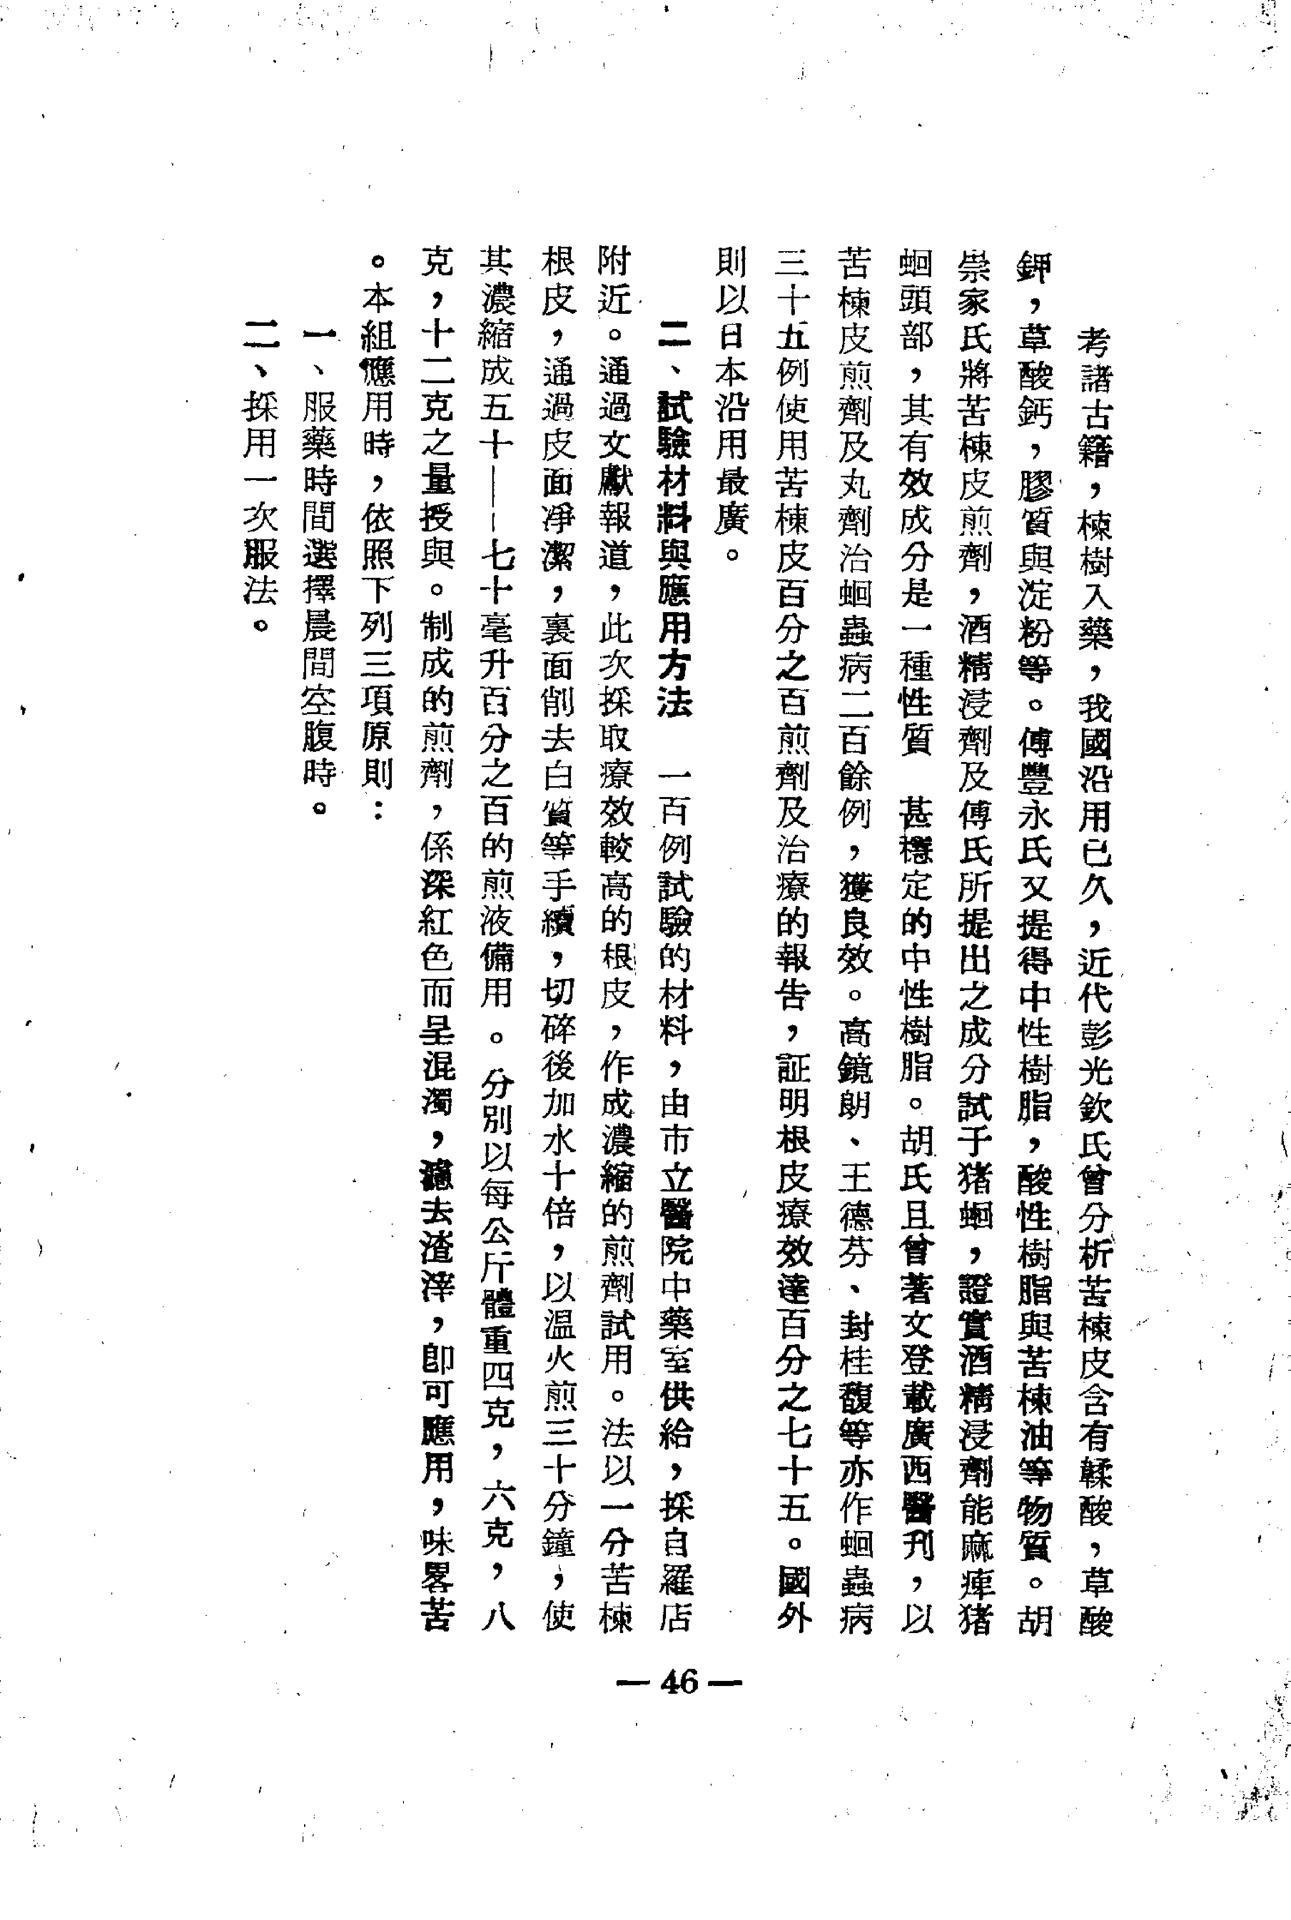 考諸古籍，楝樹入藥，我國沿用已久，近代彭光欽氏曾分析苦楝皮含有鞣酸，草酸
鉀，草酸鈣，膠質與淀粉等。傅豐永氏又提得中性樹脂，酸性樹脂與苦楝油等物質。胡
崇家氏將苦楝皮煎劑，酒精浸劑及傅氏所提出之成分試于猪蛔，證實酒精浸劑能麻痺猪
蛔頭部，其有效成分是一種性質　甚穩定的中性樹脂。胡氏且曾著文登載廣西醫刋，以
苦楝皮煎劑及丸劑治蛔蟲病二百餘例，獲良效。高鏡朗、王德芬、封桂馥等亦作蛔蟲病
三十五例使用苦楝皮百分之百煎劑及治療的報告，証明根皮療效達百分之七十五。國外
則以日本沿用最廣。
二、試驗材料與應用方法　一百例試驗的材料，由市立醫院中藥室供給，採自羅店
附近。通過文獻報道，此次採取療效較高的根皮，作成濃縮的煎劑試用。法以一分苦楝
根皮，通過皮面凈潔，裏面削去白質等手續，切碎後加水十倍，以温火煎三十分鐘，使
其濃縮成五十——七十毫升百分之百的煎液備用。分別以每公斤體重四克，六克，八
克，十二克之量授與。制成的煎劑，係深紅色而呈混濁，濾去渣滓，卽可應用，味畧苦
。本組應用時，依照下列三項原則：
一、服藥時間選擇晨間空腹時。
二、採用一次服法。
— 46 —